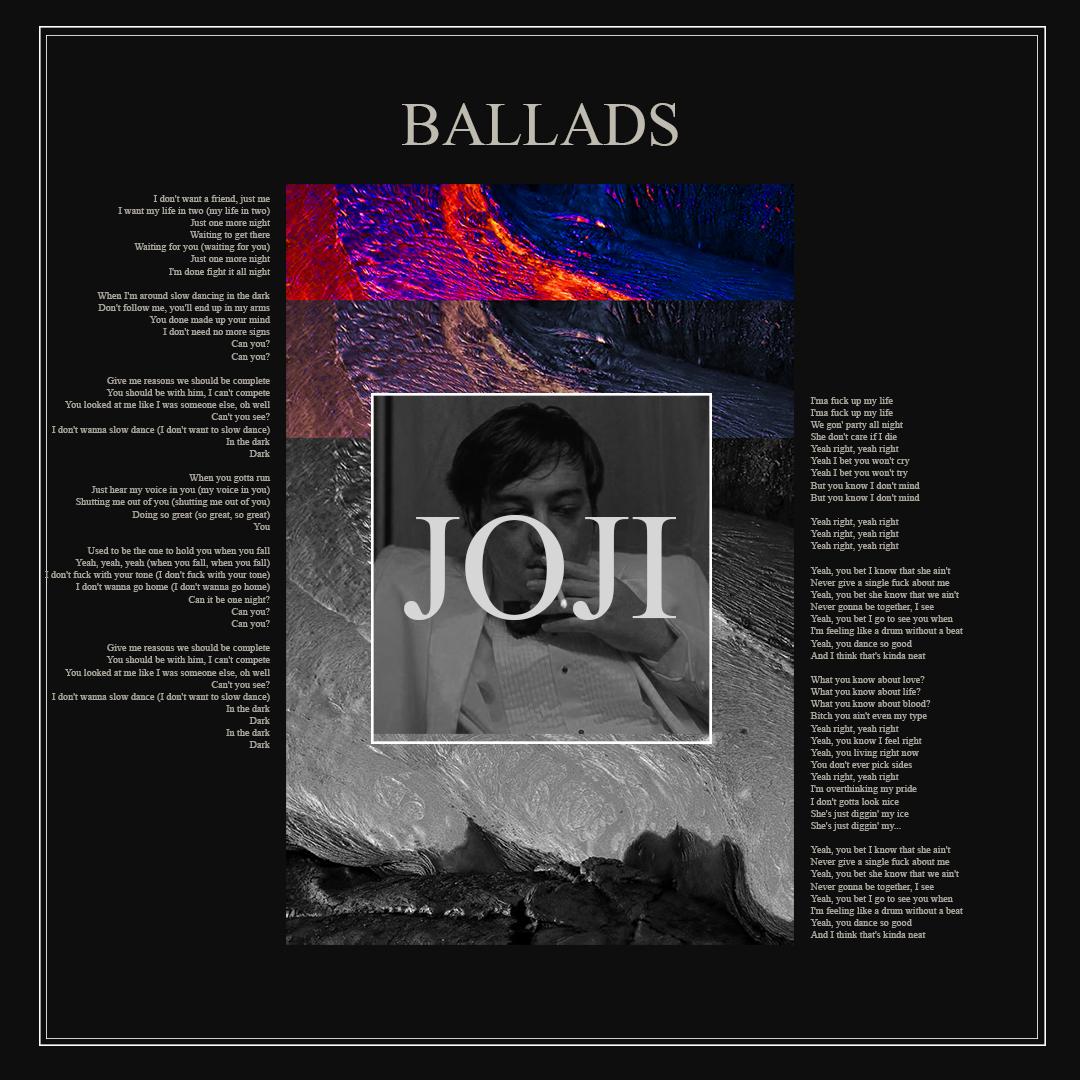 BALLADS
I don't want a friend, just me
I want my life in two (my life in two)
Just one more night
Waiting to get there
Waiting for you (waiting for you)
Just one more night
I'm done fight it all night
When I'm around slow dancing in the dark
Don't follow me, you'll end up in my arms
You done made up your mind
I don't need no more signs
Can you?
Can you?
Give me reasons we should be complete
You should be with him, I can't compete
You looked at me like I was someone else, oh well
Can't you see?
I don't wanna slow dance (I don't want to slow dance)
In the dark
Dark
When you gotta run
Just hear my voice in you (my voice in you)
Shutting me out of you (shutting me out of you)
Doing so great (so great, so great)
You
Used to be the one to hold you when you fall
Yeah, yeah, yeah (when you fall, when you fall)
I don't fuck with your tone (I don't fuck with your tone)
I don't wanna go home (I don't wanna go home)
Can it be one night?
Can you?
Can you?
Give me reasons we should be complete
You should be with him, I can't compete
You looked at me like I was someone else, oh well
Can't you see?
I don't wanna slow dance (I don't want to slow dance)
In the dark
Dark
In the dark
Dark
JOJI
I'ma fuck up my life
I'ma fuck up my life
We gon' party all night
She don't care if I die
Yeah right, yeah right
Yeah I bet you won't cry
Yeah I bet you won't try
But you know I don't mind
But you know I don't mind
Yeah right, yeah right
Yeah right, yeah right
Yeah right, yeah right
Yeah, you bet I know that she ain't
Never give a single fuck about me
Yeah, you bet she know that we ain't
Never gonna be together, I see
Yeah, you bet I go to see you when
I'm feeling like a drum without a beat
Yeah, you dance so good
And I think that's kinda neat
What you know about love?
What you know about life?
What you know about blood?
Bitch you ain't even my type
Yeah right, yeah right
Yeah, you know I feel right
Yeah, you living right now
You don't ever pick sides
Yeah right, yeah right
I'm overthinking my pride
I don't gotta look nice
She's just diggin' my ice
She's just diggin' my...
Yeah, you bet I know that she ain't
Never give a single fuck about me
Yeah, you bet she know that we ain't
Never gonna be together, I see
Yeah, you bet I go to see you when
I'm feeling like a drum without a beat
Yeah, you dance so good
And I think that's kinda neat